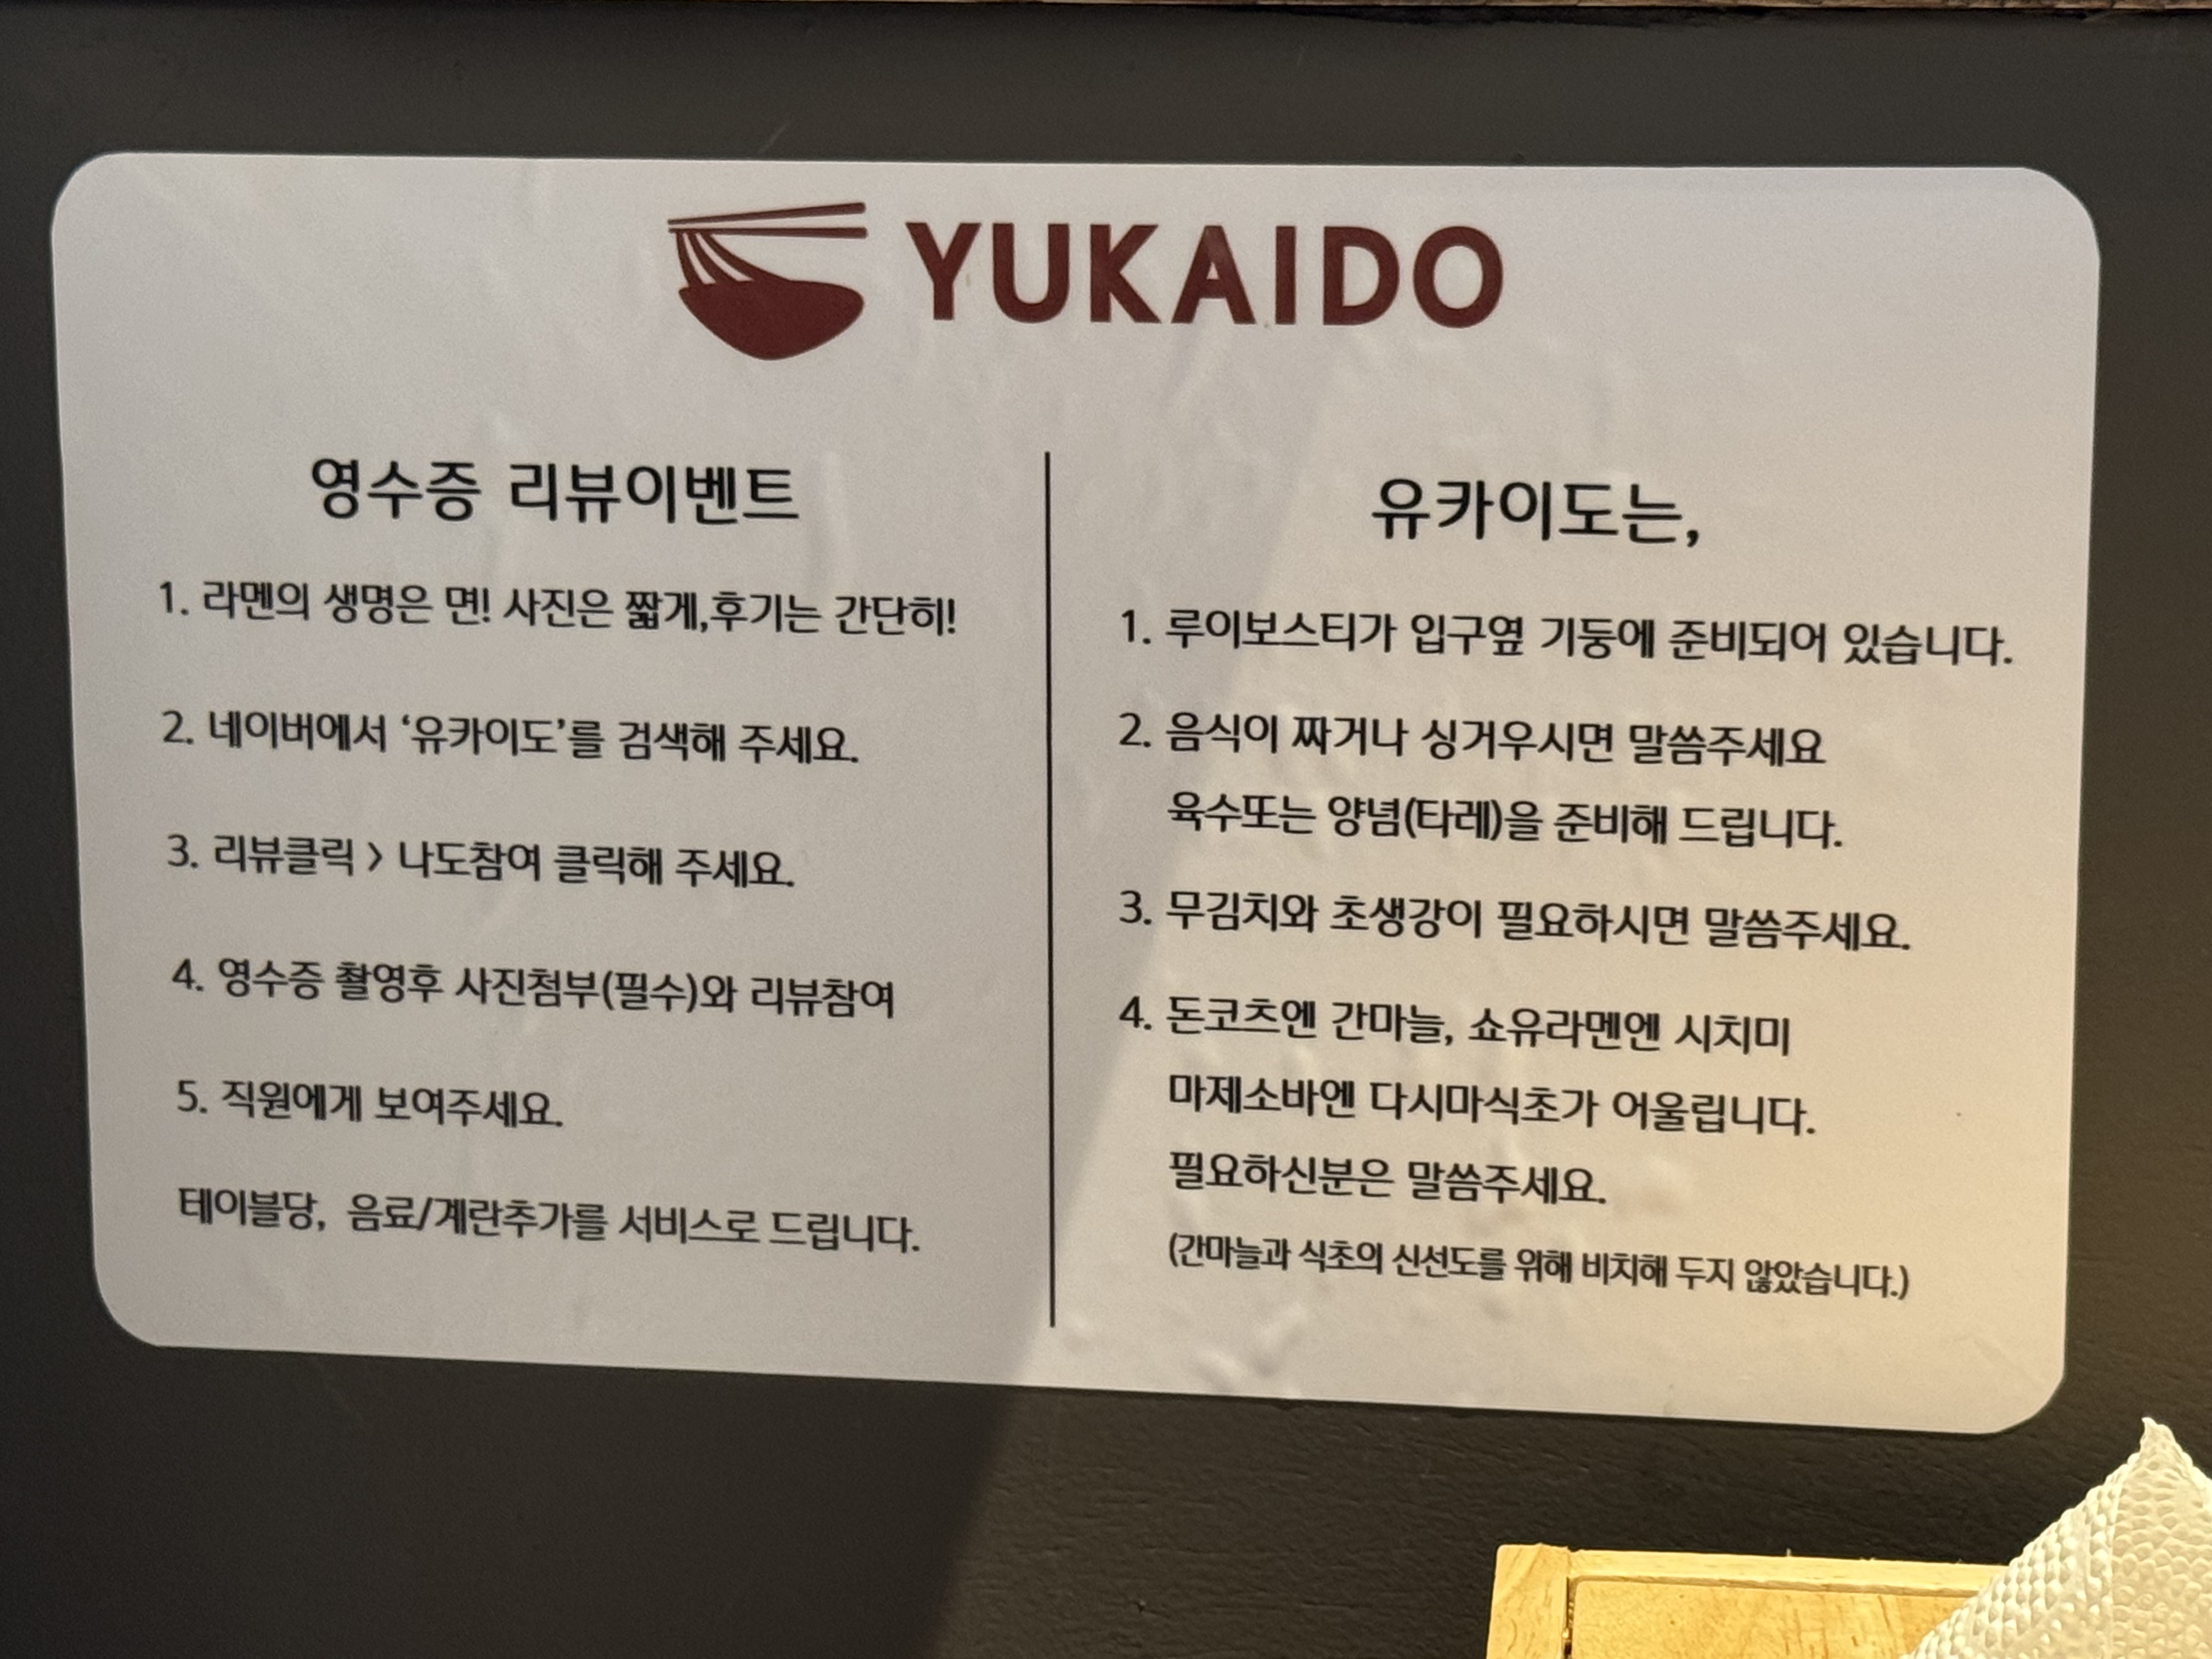 YUKAIDO
영수증 리뷰이벤트
1. 라멘의 생명은 면! 사진은 짧게,후기는 간단히!
2. 네이버에서 ‘유카이도’를 검색해 주세요.
3. 리뷰클릭 > 나도참여 클릭해 주세요.
4. 영수증 촬영후 사진첨부(필수)와 리뷰참여
5. 직원에게 보여주세요.
테이블당, 음료/계란추가를 서비스로 드립니다.
유카이도는,
1. 루이보스티가 입구옆 기둥에 준비되어 있습니다.
2. 음식이 짜거나 싱거우시면 말씀주세요
육수또는 양념(타레)을 준비해 드립니다.
3. 무김치와 초생강이 필요하시면 말씀주세요.
4. 돈코츠엔 간마늘, 쇼유라멘엔 시치미
마제소바엔 다시마식초가 어울립니다.
필요하신분은 말씀주세요.
(간마늘과 식초의 신선도를 위해 비치해 두지 않았습니다.)